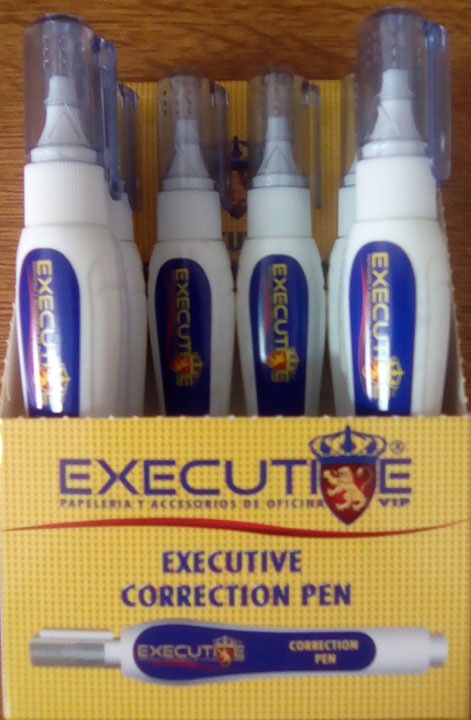 EXECUTIVE
EXECUTIVE
EXECUTIVE
EXECUTIVE
EXECUTIVE ®
PAPELERIA Y ACCESORIOS DE OFICINA VIP
EXECUTIVE
CORRECTION PEN
EXECUTIVE
CORRECTION
PEN